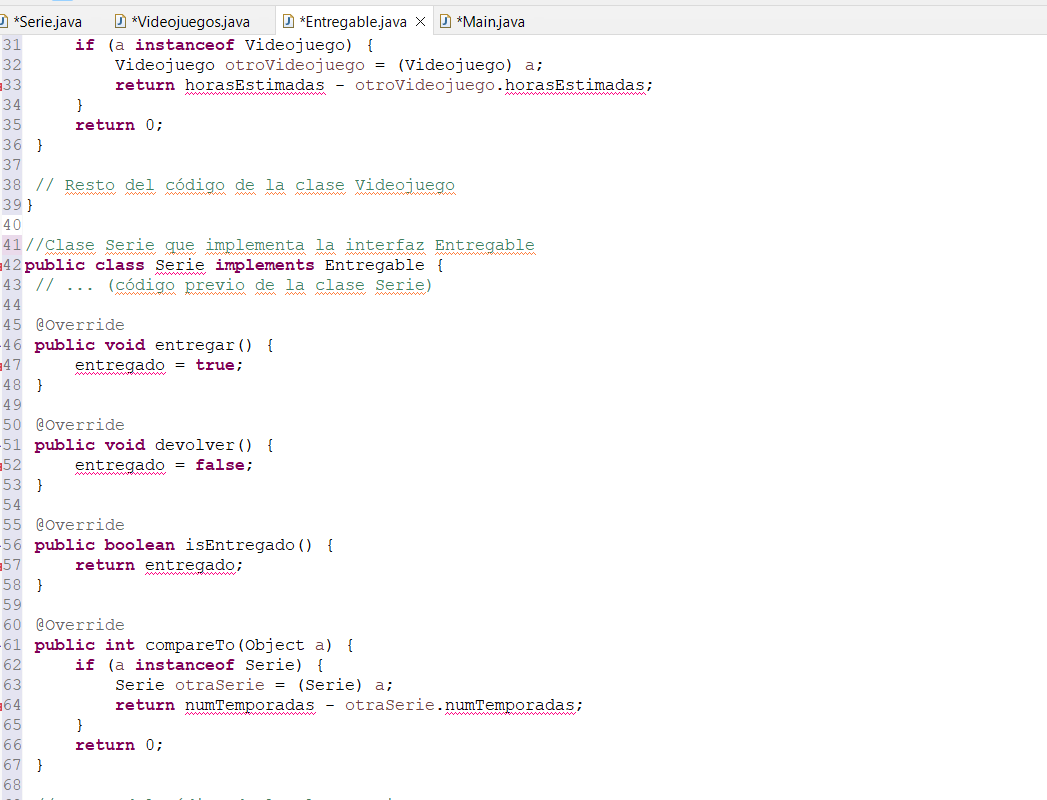 *Serie.java *Videojuegos.java *Entregable.java *Main.java
31 if (a instanceof Videojuego) {
32 Videojuego otroVideojuego = (Videojuego) a;
33 return horasEstimadas - otroVideojuego.horasEstimadas;
34 }
35 return 0;
36 }
37
38 // Resto del código de la clase Videojuego
39 }
40
41 //Clase Serie que implementa la interfaz Entregable
42 public class Serie implements Entregable {
43 // ... (código previo de la clase Serie)
44
45 @Override
46 public void entregar() {
47 entregado = true;
48 }
49
50 @Override
51 public void devolver() {
52 entregado = false;
53 }
54
55 @Override
56 public boolean isEntregado() {
57 return entregado;
58 }
59
60 @Override
61 public int compareTo(Object a) {
62 if (a instanceof Serie) {
63 Serie otraSerie = (Serie) a;
64 return numTemporadas - otraSerie.numTemporadas;
65 }
66 return 0;
67 }
68